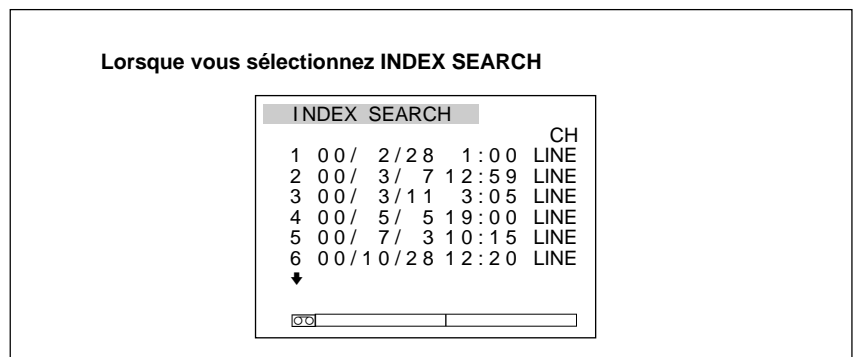 Lorsque vous sélectionnez INDEX SEARCH
INDEX SEARCH
CH
1 00/ 2/28 1:00 LINE
2 00/ 3/ 7 12:59 LINE
3 00/ 3/11 3:05 LINE
4 00/ 5/ 5 19:00 LINE
5 00/ 7/ 3 10:15 LINE
6 00/10/28 12:20 LINE